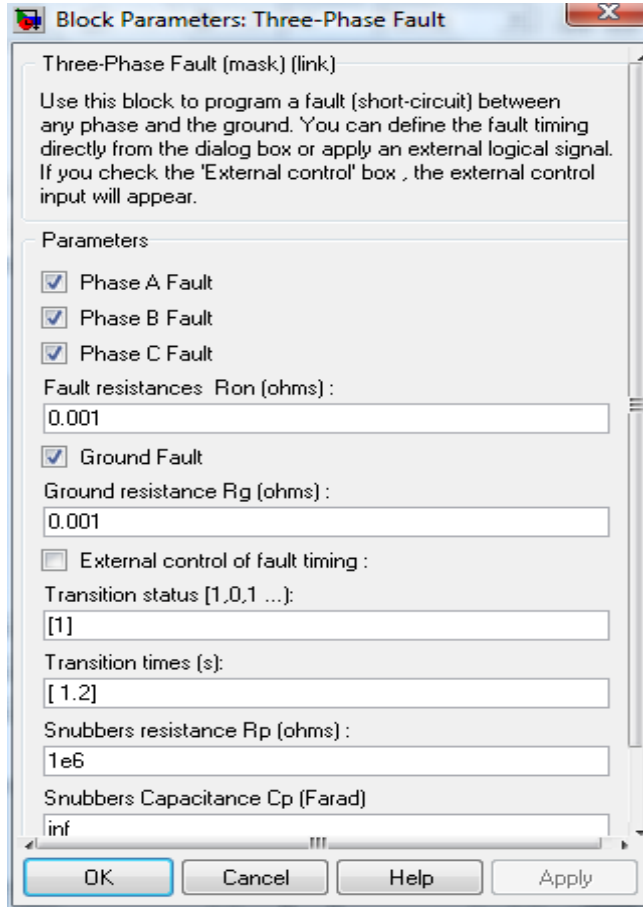 Block Parameters: Three-Phase Fault
Three-Phase Fault (mask) (link)
Use this block to program a fault (short-circuit) between
any phase and the ground. You can define the fault timing
directly from the dialog box or apply an external logical signal.
If you check the 'External control' box , the external control
input will appear.
Parameters
Phase A Fault
Phase B Fault
Phase C Fault
Fault resistances Ron (ohms) :
0.001
Ground Fault
Ground resistance Rg (ohms) :
0.001
External control of fault timing :
Transition status [1,0,1 ...):
[1]
Transition times (s):
[ 1.2]
Snubbers resistance Rp (ohms) :
1e6
Snubbers Capacitance Cp (Farad)
inf
OK Cancel Help Apply